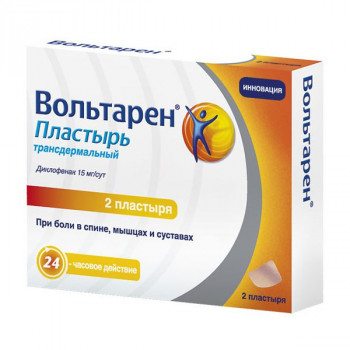 ИННОВАЦИЯ
Вольтарен®
Пластырь
трансдермальный
Диклофенак 15 мг/сут
2 пластыря
При боли в спине, мышцах и суставах
24 - часовое действие
2 пластыря
Вольтарен®